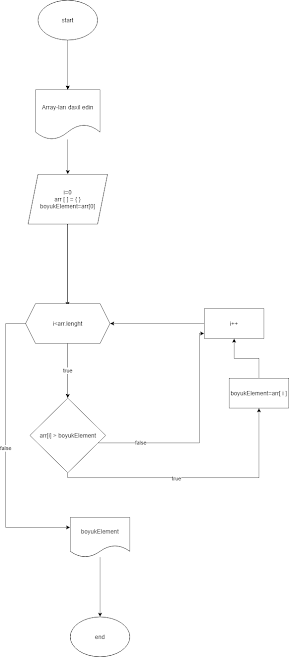 start
Array-ları daxil edin
i=0
arr [ ] = { }
boyukElement=arr[0]
i<arr.lenght
i++
true
boyukElement=arr[ i ]
arr[i] > boyukElement
false
false
true
boyukElement
end